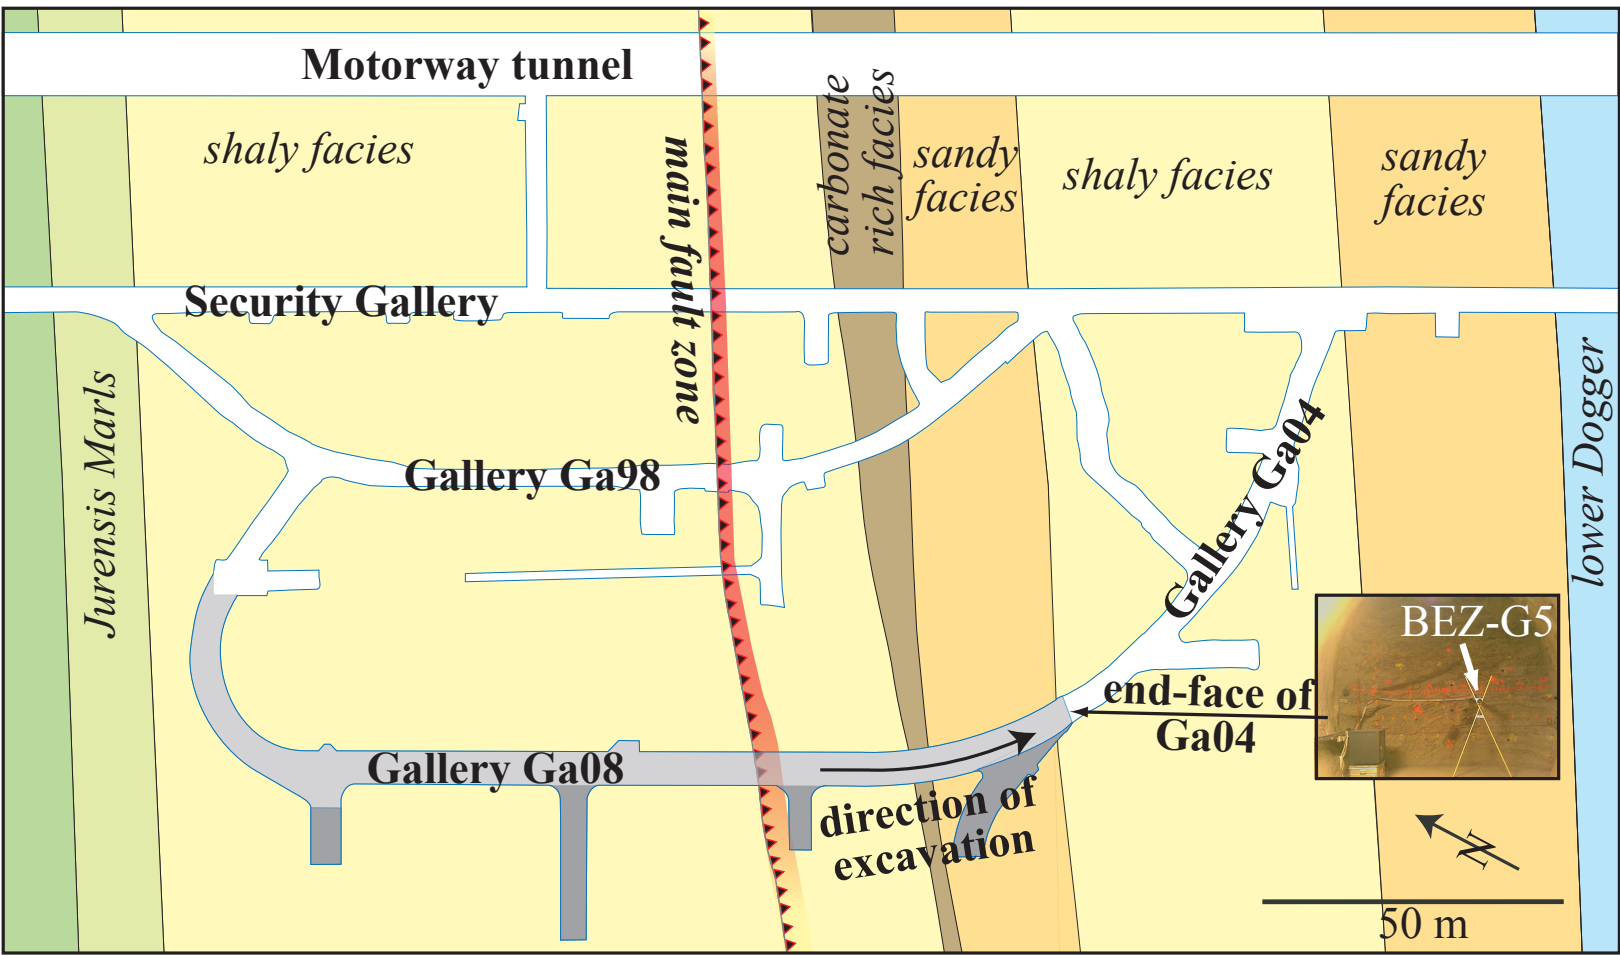 Motorway tunnel
shaly facies
main fault zone
carbonate
rich facies
sandy
facies
shaly facies
sandy
facies
Security Gallery
Jurensis Marls
Gallery Ga98
Gallery Ga04
lower Dogger
BEZ-G5
end-face of
Ga04
Gallery Ga08
direction of
excavation
N
50 m